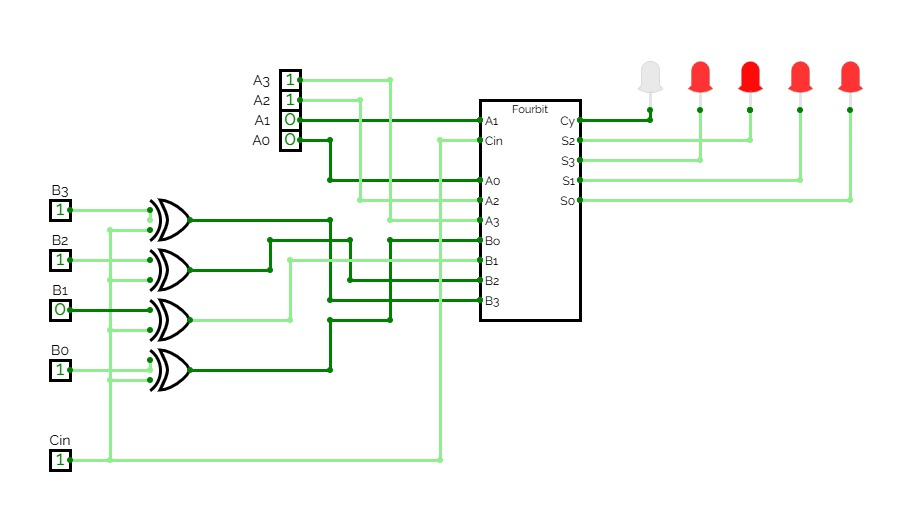 A3 1
A2 1
A1 0
A0 0
Fourbit
A1 Cy
Cin S2
S3
A0 S1
A2 S0
A3
B0
B1
B2
B3
B3
1
B2
1
B1
0
B0
1
Cin
1